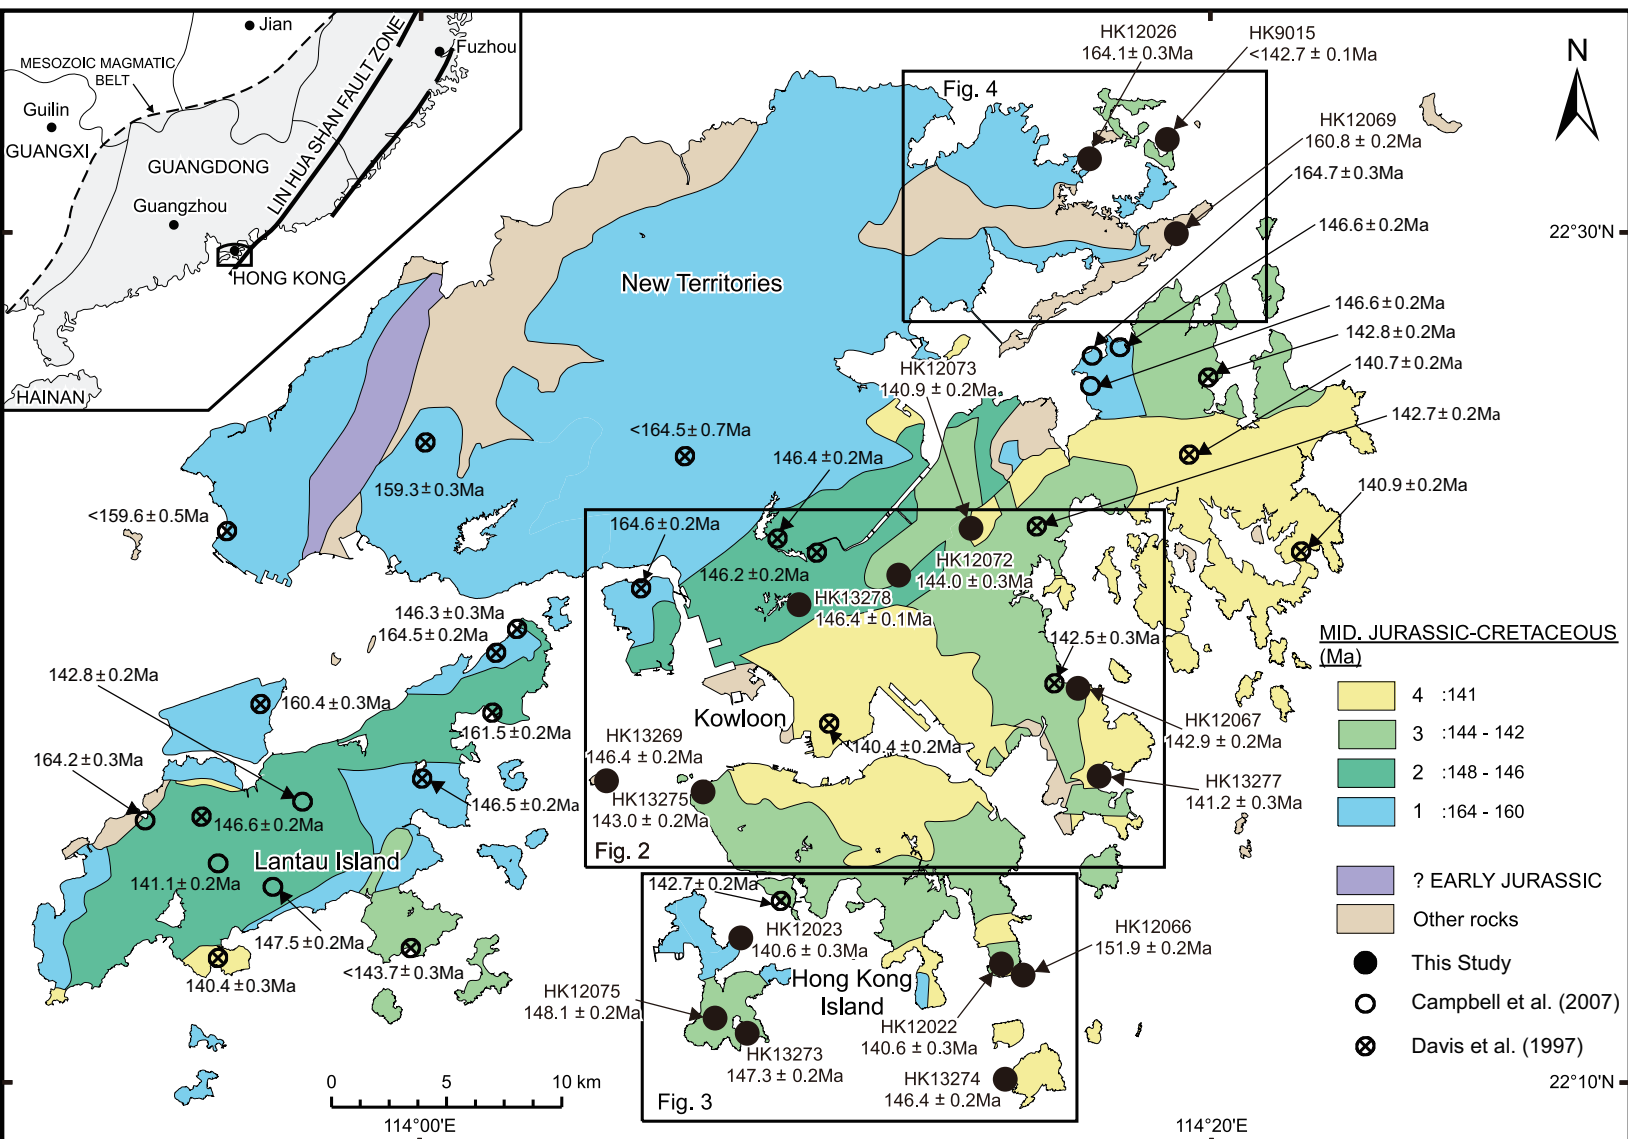 Jian
Fuzhou
MESOZOIC MAGMATIC
BELT
Guilin
GUANGXI
GUANGDONG
Guangzhou
LIN HUA SHAN FAULT ZONE
HONG KONG
HAINAN
HK12026
164.1 ± 0.3Ma
HK9015
<142.7 ± 0.1Ma
N
Fig. 4
HK12069
160.8 ± 0.2Ma
164.7 ± 0.3Ma
146.6 ± 0.2Ma
22°30'N
New Territories
146.6 ± 0.2Ma
142.8 ± 0.2Ma
140.7 ± 0.2Ma
HK12073
140.9 ± 0.2Ma
142.7 ± 0.2Ma
<164.5 ± 0.7Ma
146.4 ± 0.2Ma
140.9 ± 0.2Ma
159.3 ± 0.3Ma
<159.6 ± 0.5Ma
164.6 ± 0.2Ma
146.2 ± 0.2Ma
HK12072
144.0 ± 0.3Ma
HK13278
146.4 ± 0.1Ma
146.3 ± 0.3Ma
164.5 ± 0.2Ma
142.5 ± 0.3Ma
142.8 ± 0.2Ma
160.4 ± 0.3Ma
161.5 ± 0.2Ma
Kowloon
HK12067
142.9 ± 0.2Ma
HK13269
146.4 ± 0.2Ma
140.4 ± 0.2Ma
164.2 ± 0.3Ma
HK13277
141.2 ± 0.3Ma
146.5 ± 0.2Ma
HK13275
143.0 ± 0.2Ma
146.6 ± 0.2Ma
Fig. 2
Lantau Island
141.1 ± 0.2Ma
142.7 ± 0.2Ma
HK12023
140.6 ± 0.3Ma
HK12066
151.9 ± 0.2Ma
147.5 ± 0.2Ma
<143.7 ± 0.3Ma
140.4 ± 0.3Ma
Hong Kong
Island
HK12075
148.1 ± 0.2Ma
HK12022
140.6 ± 0.3Ma
HK13273
147.3 ± 0.2Ma
HK13274
146.4 ± 0.2Ma
Fig. 3
0 5 10 km
114°00'E
114°20'E
22°10'N
MID. JURASSIC-CRETACEOUS
(Ma)
4 :141
3 :144 - 142
2 :148 - 146
1 :164 - 160
? EARLY JURASSIC
Other rocks
This Study
Campbell et al. (2007)
Davis et al. (1997)